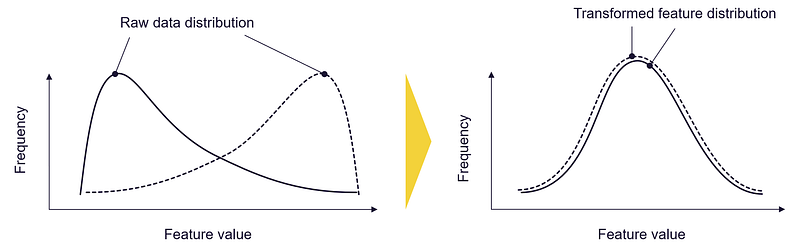 Raw data distribution
Frequency
Feature value
Transformed feature distribution
Frequency
Feature value